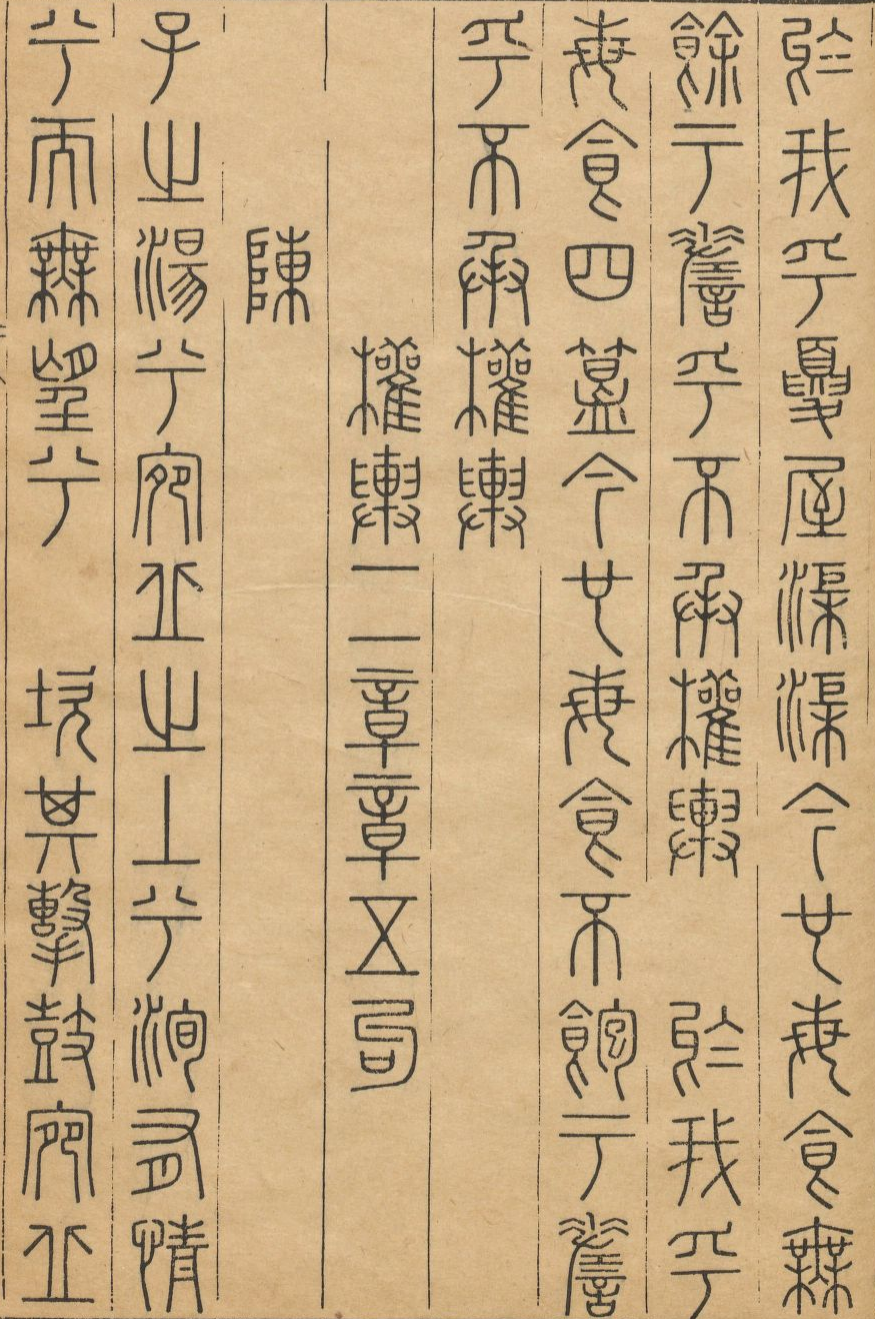 於我乎夏屋渠渠今也每食無
餘于嗟乎不承權輿　於我乎
每食四簋今也每食不飽于嗟
乎不承權輿
權輿二章章五句
陳
子之湯兮宛丘之上兮洵有情
兮而無望兮　坎其擊鼓宛丘